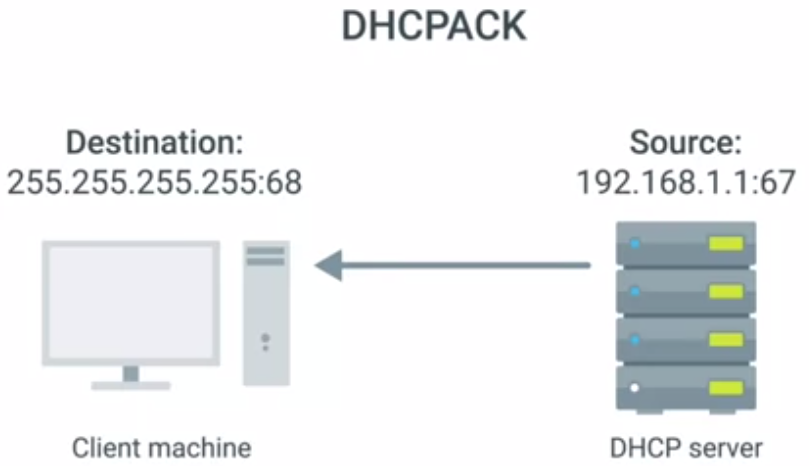 DHCPACK
Destination:
255.255.255.255:68
Source:
192.168.1.1:67
Client machine
DHCP server